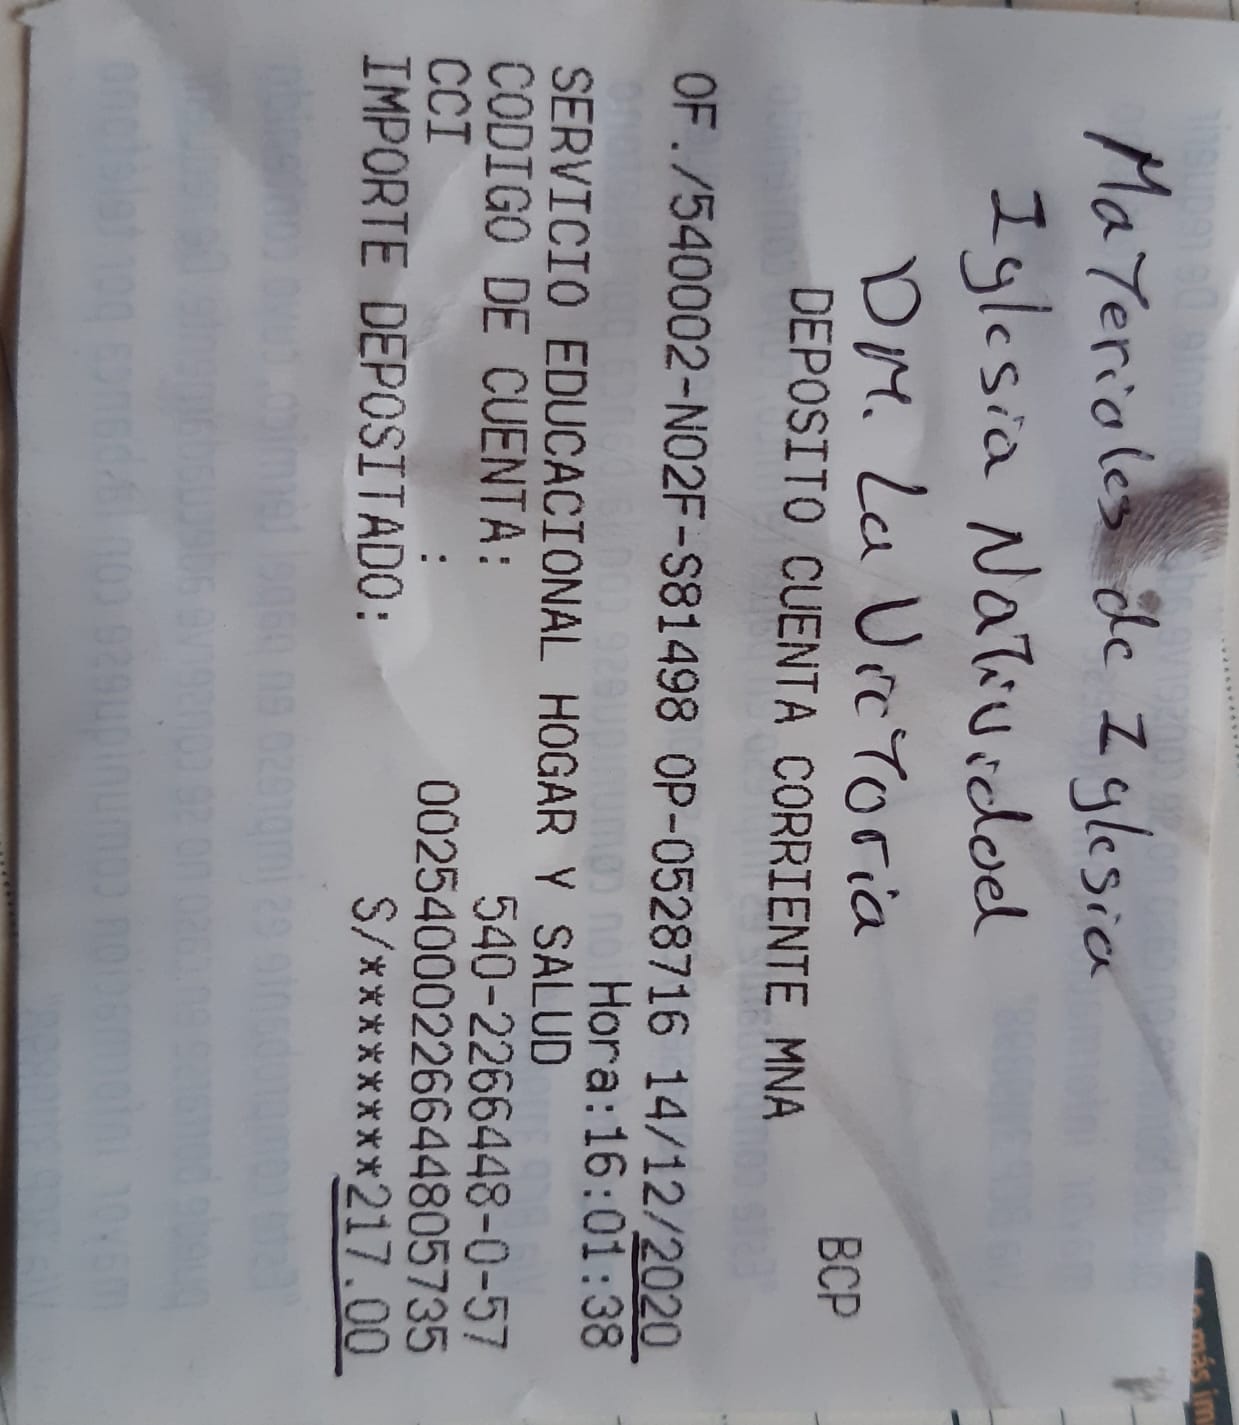 Materiales de Iglesia
Iglesia Natividad
DM. La Victoria
BCP
DEPOSITO CUENTA CORRIENTE MNA
OF./540002-N02F-S81498 OP-0528716 14/12/2020
Hora:16:01:38
SERVICIO EDUCACIONAL HOGAR Y SALUD
CODIGO DE CUENTA: 540-2266448-0-57
CCI : 00254000226644805735
IMPORTE DEPOSITADO: S/*********217.00